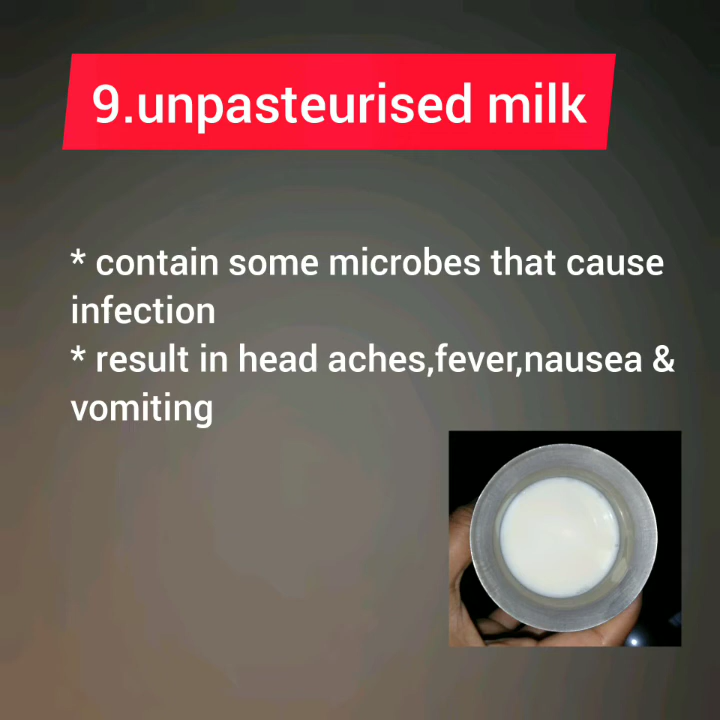 9.unpasteurised milk
* contain some microbes that cause
infection
* result in head aches,fever,nausea &
vomiting